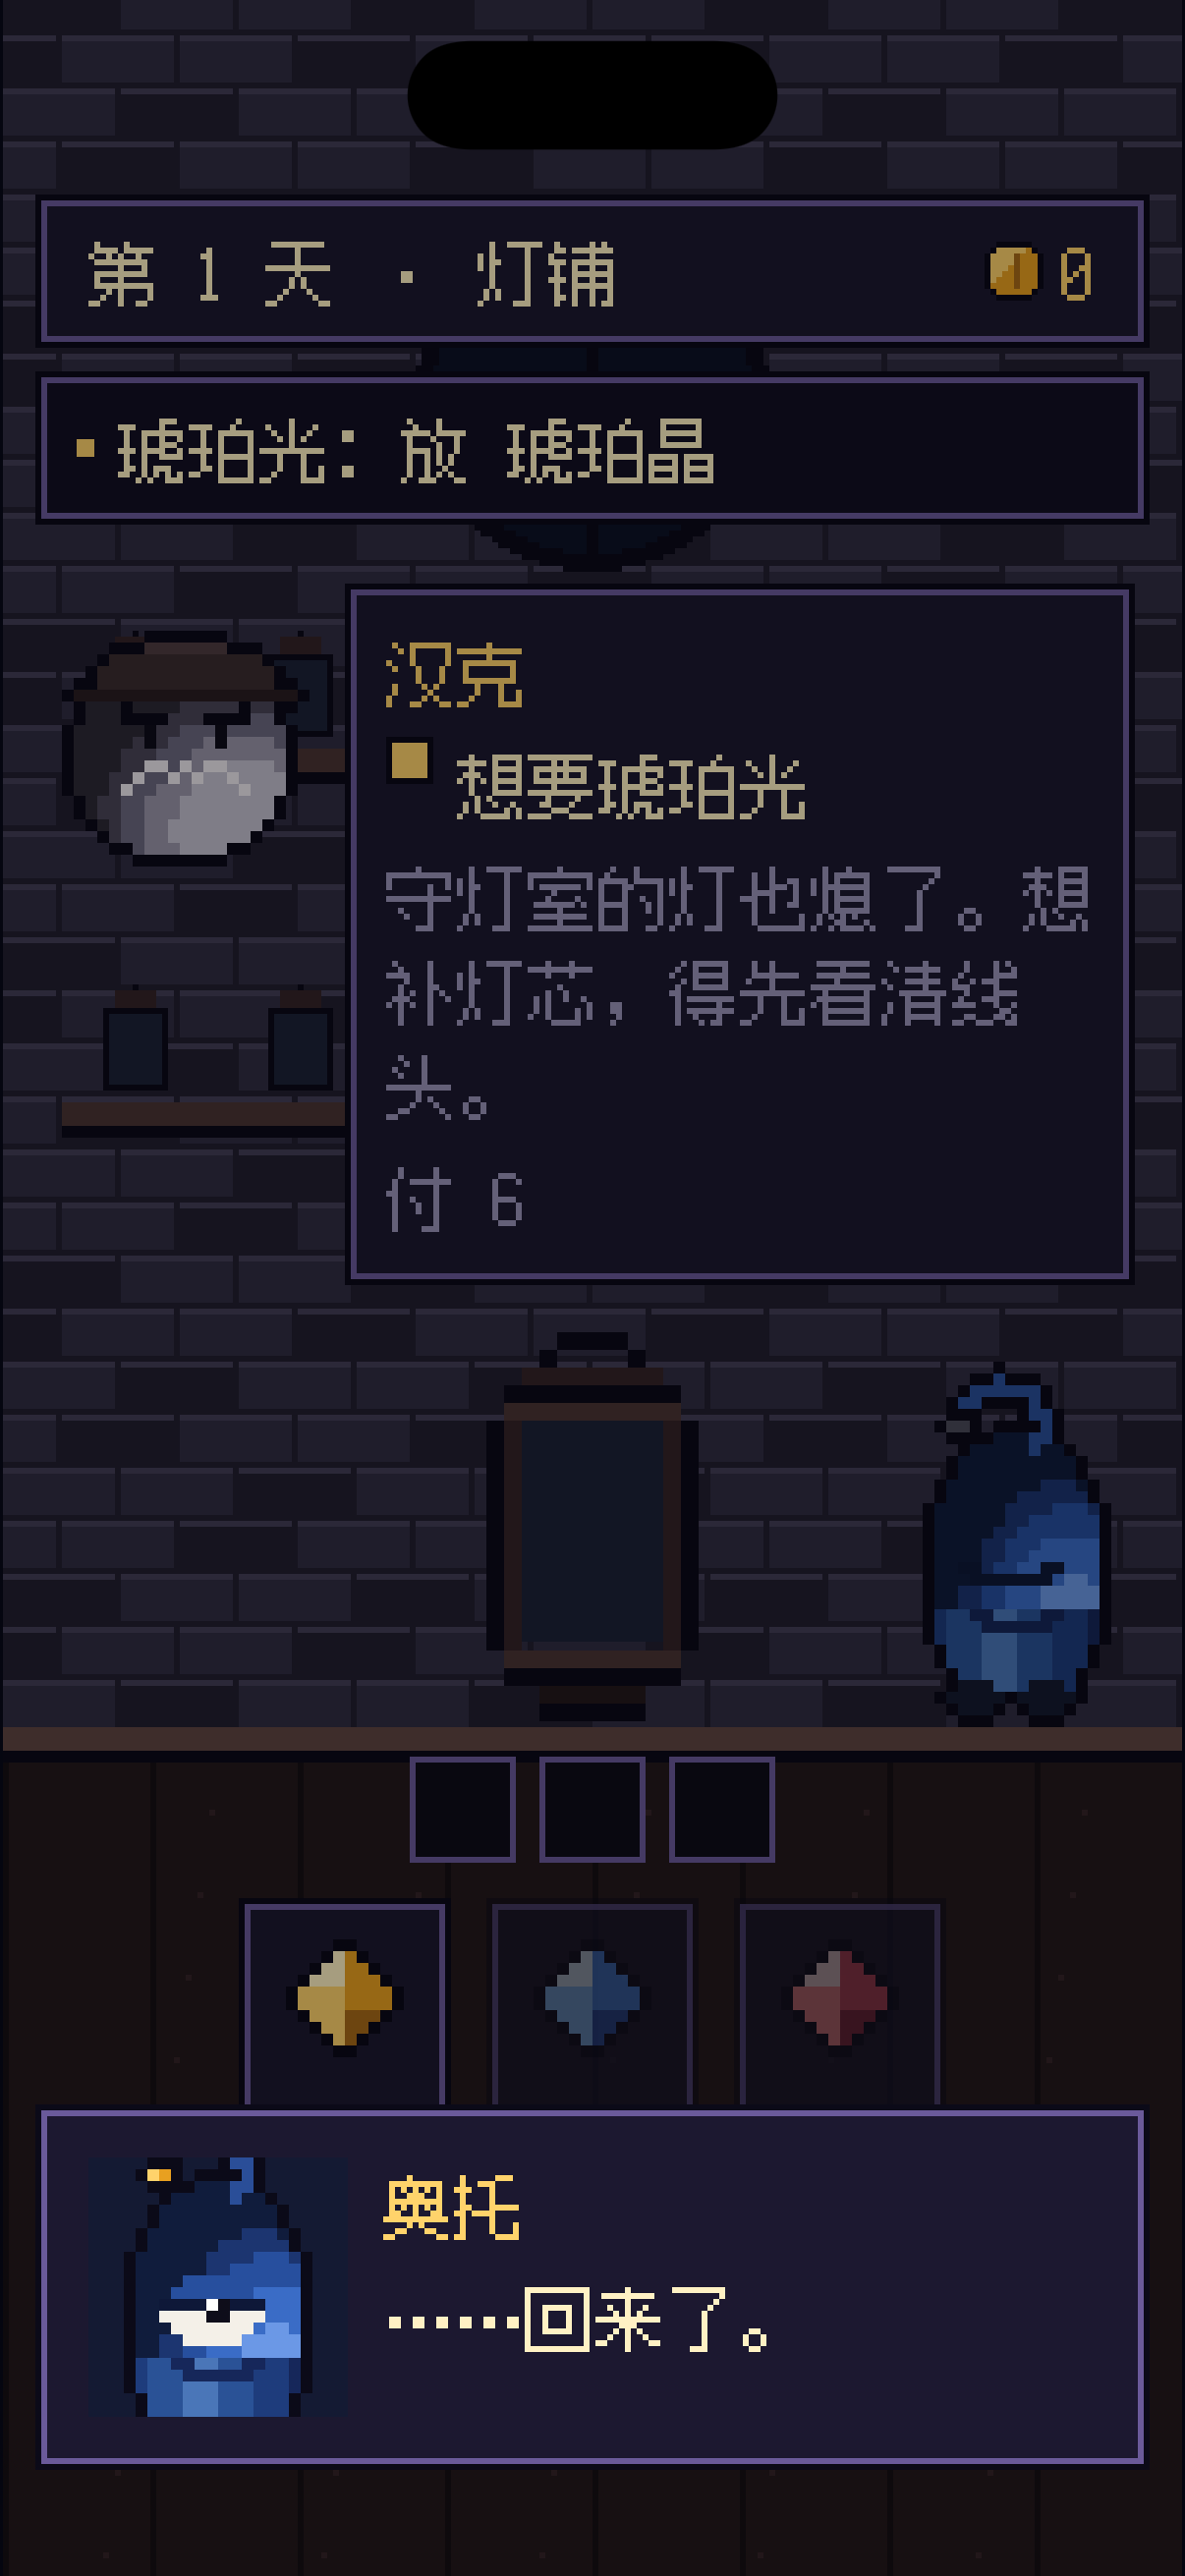 第 1 天 · 灯铺
0
琥珀光: 放 琥珀晶
汉克
想要琥珀光
守灯室的灯也熄了。想
补灯芯，得先看清线
头。
付 6
奥托
······回来了。